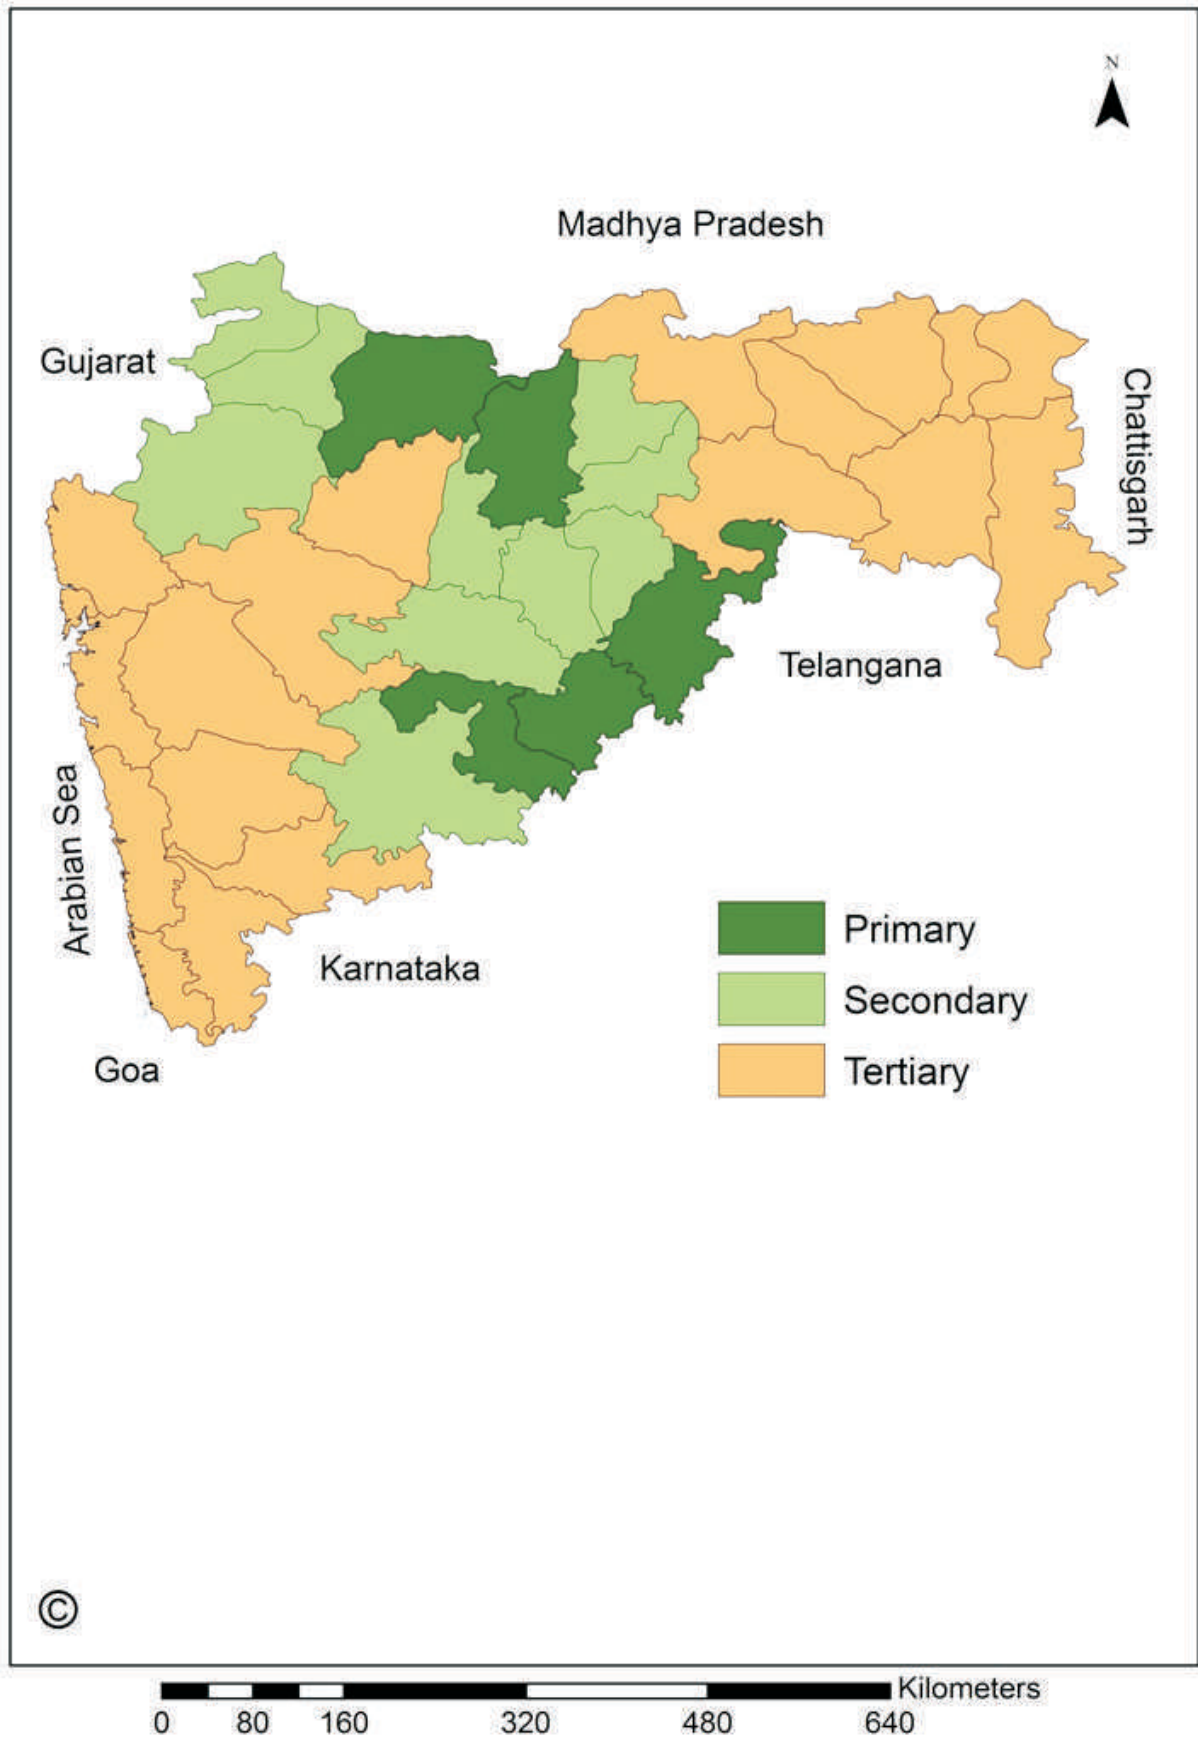 N
Madhya Pradesh
Gujarat
Chattisgarh
Telangana
Arabian Sea
Primary
Karnataka
Secondary
Goa
Tertiary
©
Kilometers
0 80 160 320 480 640